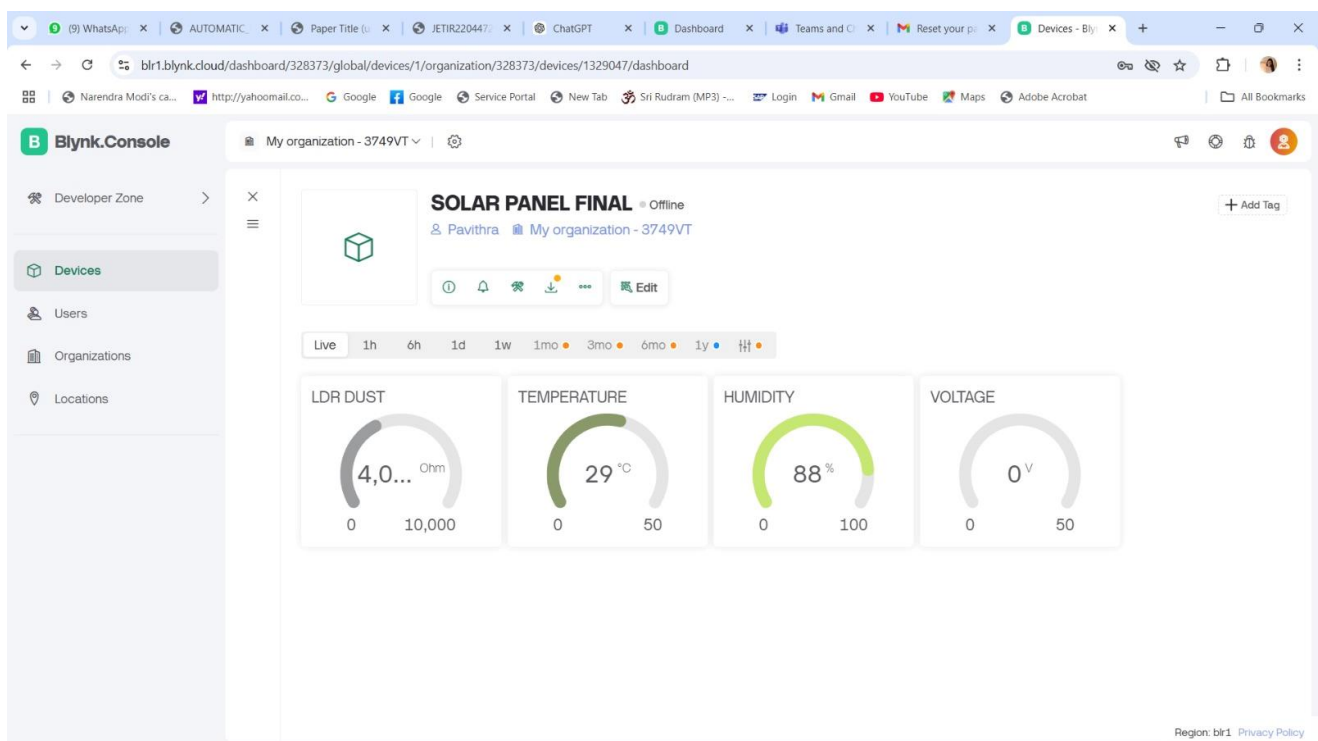 (9) WhatsApp
AUTOMATIC_
Paper Title (u
JETIR2204472
ChatGPT
Dashboard
Teams and C
Reset your pa
Devices - Bly
blr1.blynk.cloud/dashboard/328373/global/devices/1/organization/328373/devices/1329047/dashboard
Narendra Modi's ca...
http://yahoomail.co...
Google
Google
Service Portal
New Tab
Sri Rudram (MP3) -...
Login
Gmail
YouTube
Maps
Adobe Acrobat
All Bookmarks
B Blynk.Console
My organization - 3749VT
Developer Zone
Devices
Users
Organizations
Locations
SOLAR PANEL FINAL Offline
Pavithra My organization - 3749VT
Add Tag
Edit
Live 1h 6h 1d 1w 1mo 3mo 6mo 1y
LDR DUST
4,0... Ohm
0 10,000
TEMPERATURE
29 °C
0 50
HUMIDITY
88 %
0 100
VOLTAGE
0 V
0 50
Region: blr1 Privacy Policy